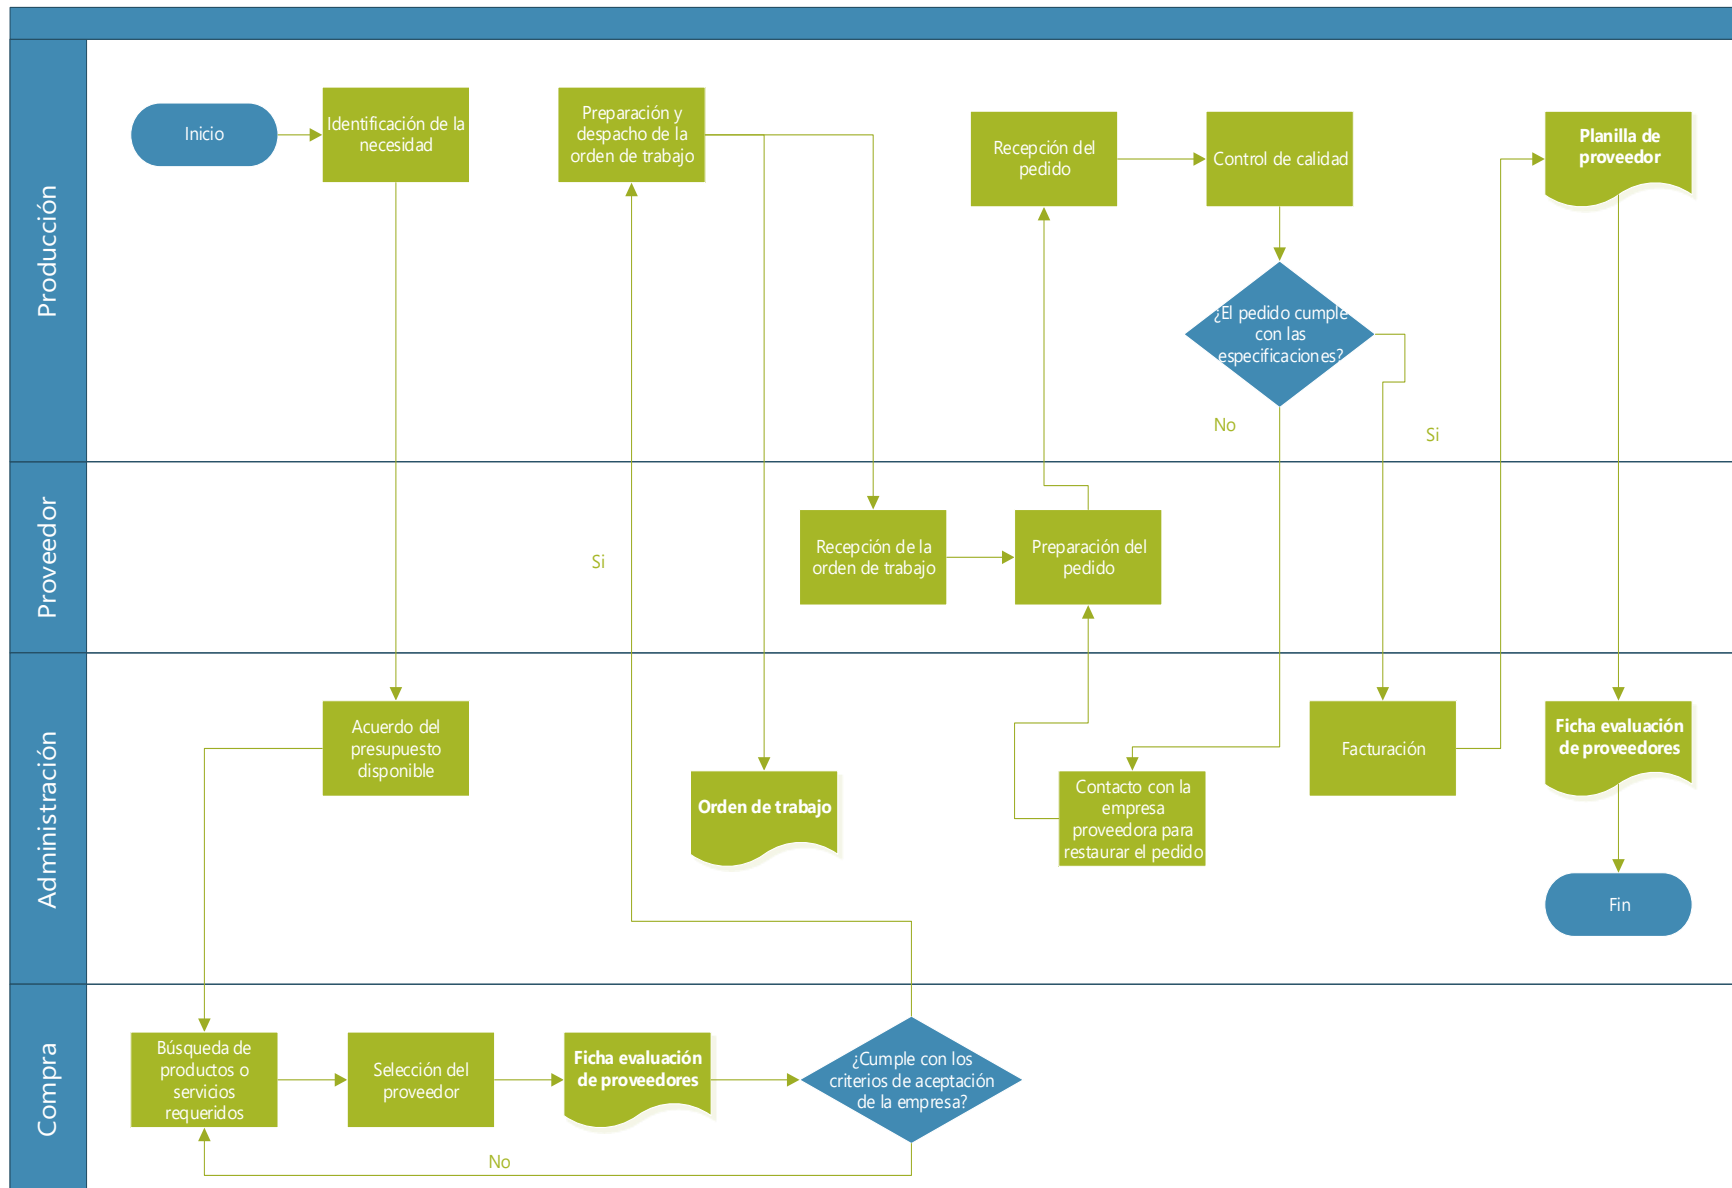 Producción
Inicio
Identificación de la
necesidad
Preparación y
despacho de la
orden de trabajo
Recepción del
pedido
Control de calidad
Planilla de
proveedor
¿El pedido cumple
con las
especificaciones?
No
Si
Proveedor
Si
Recepción de la
orden de trabajo
Preparación del
pedido
Administración
Acuerdo del
presupuesto
disponible
Orden de trabajo
Contacto con la
empresa
proveedora para
restaurar el pedido
Facturación
Ficha evaluación
de proveedores
Fin
Compra
Búsqueda de
productos o
servicios
requeridos
Selección del
proveedor
Ficha evaluación
de proveedores
¿Cumple con los
criterios de aceptación
de la empresa?
No